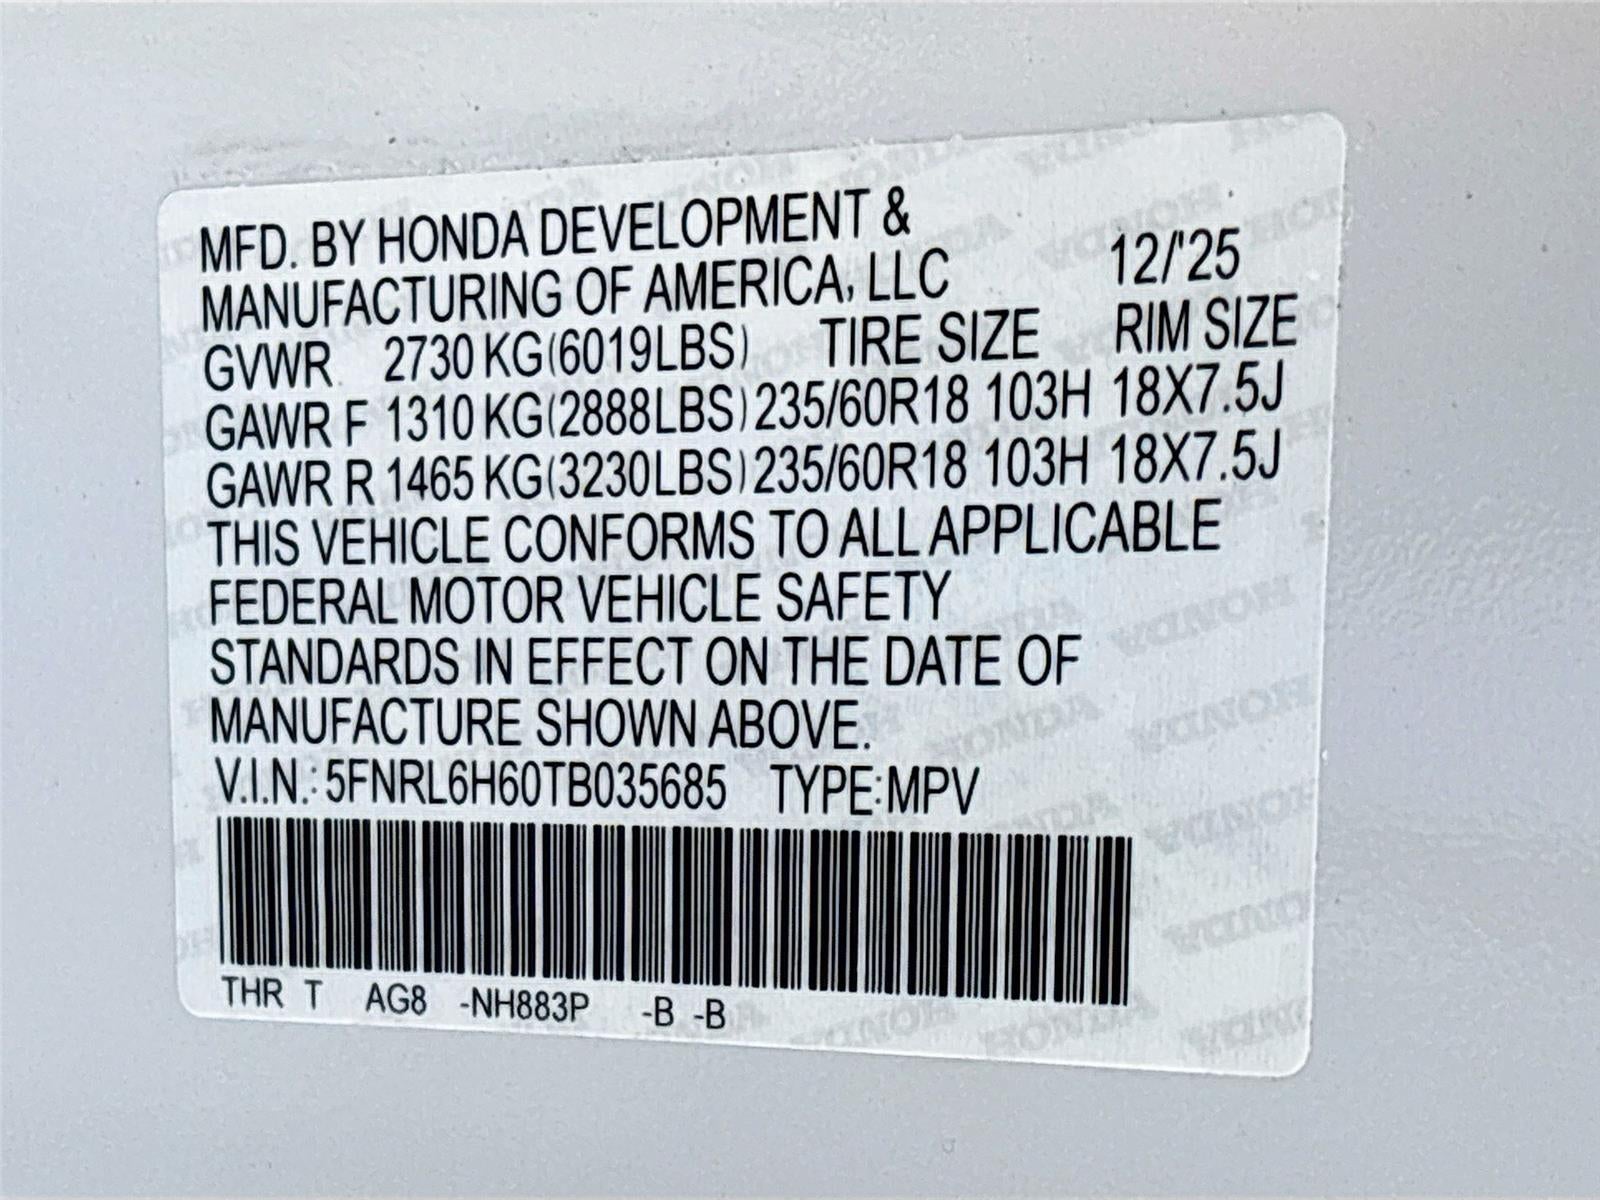 MFD. BY HONDA DEVELOPMENT &
MANUFACTURING OF AMERICA, LLC 12/'25
GVWR 2730 KG(6019LBS) TIRE SIZE RIM SIZE
GAWR F 1310 KG(2888LBS) 235/60R18 103H 18X7.5J
GAWR R 1465 KG(3230LBS) 235/60R18 103H 18X7.5J
THIS VEHICLE CONFORMS TO ALL APPLICABLE
FEDERAL MOTOR VEHICLE SAFETY
STANDARDS IN EFFECT ON THE DATE OF
MANUFACTURE SHOWN ABOVE.
V.I.N.: 5FNRL6H60TB035685 TYPE:MPV
THR T AG8 -NH883P -B -B